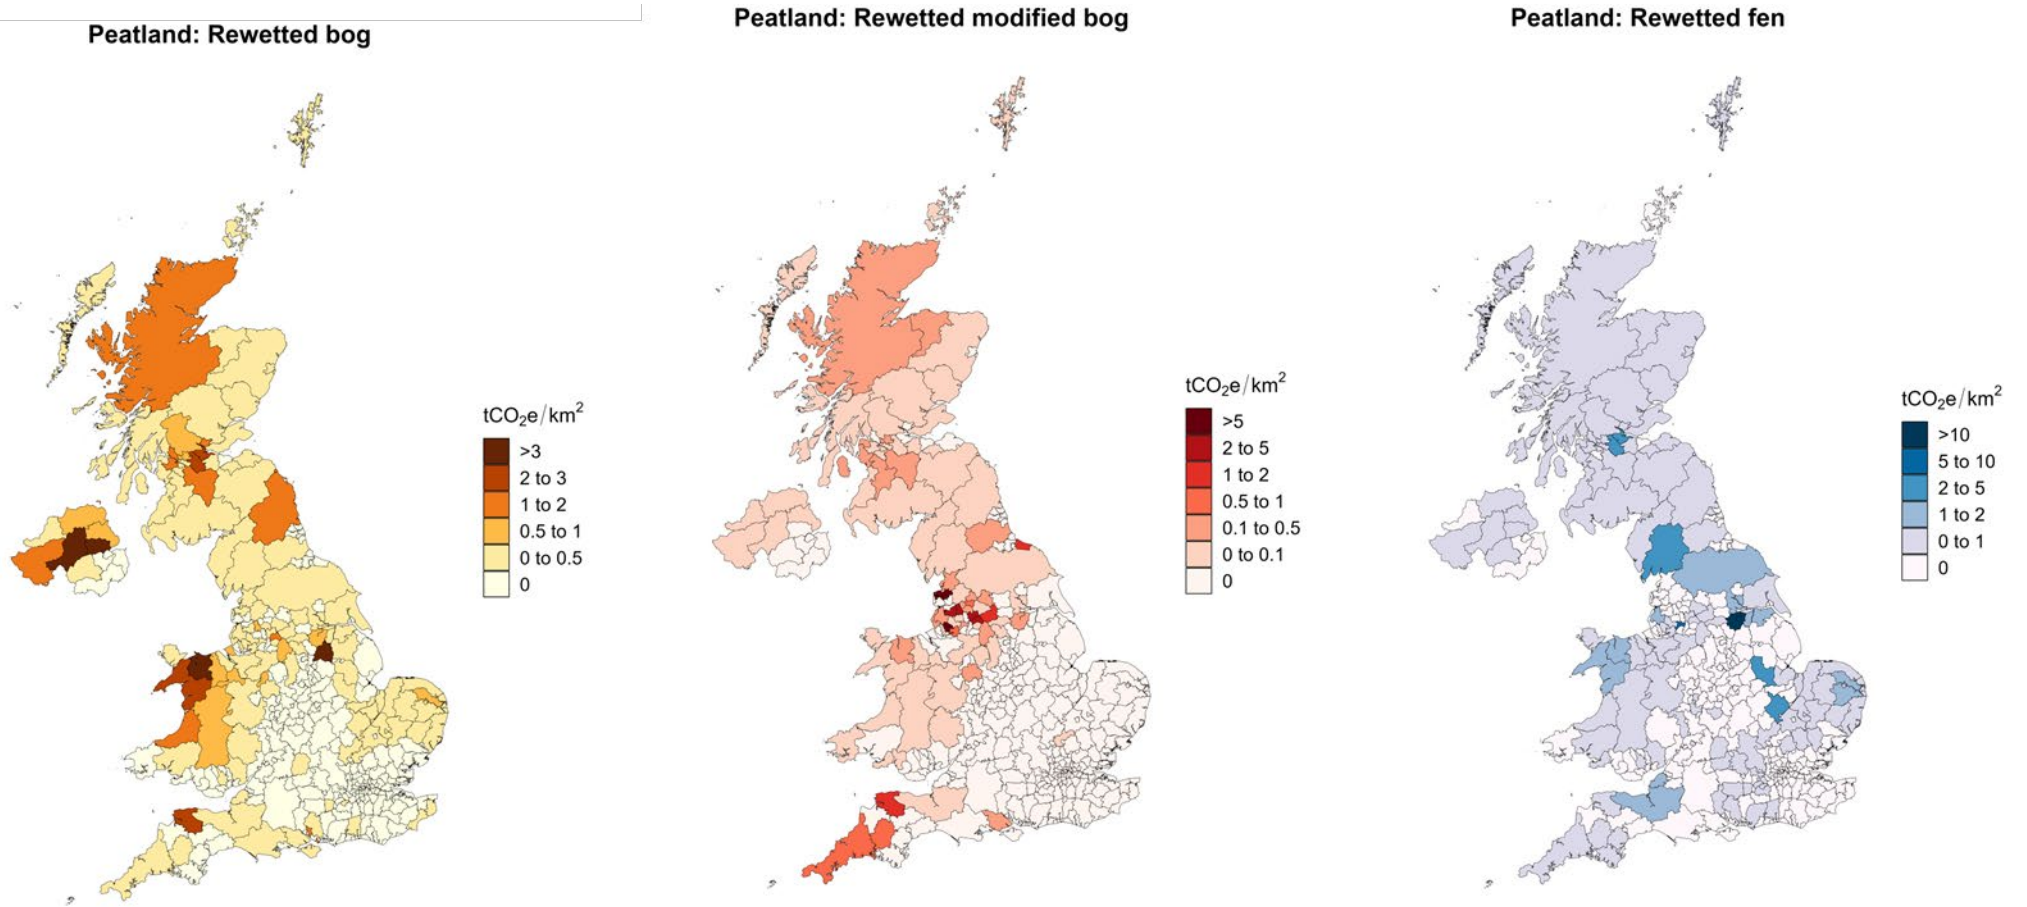 Peatland: Rewetted bog
tCO₂e/km²
>3
2 to 3
1 to 2
0.5 to 1
0 to 0.5
0
Peatland: Rewetted modified bog
tCO₂e/km²
>5
2 to 5
1 to 2
0.5 to 1
0.1 to 0.5
0 to 0.1
0
Peatland: Rewetted fen
tCO₂e/km²
>10
5 to 10
2 to 5
1 to 2
0 to 1
0